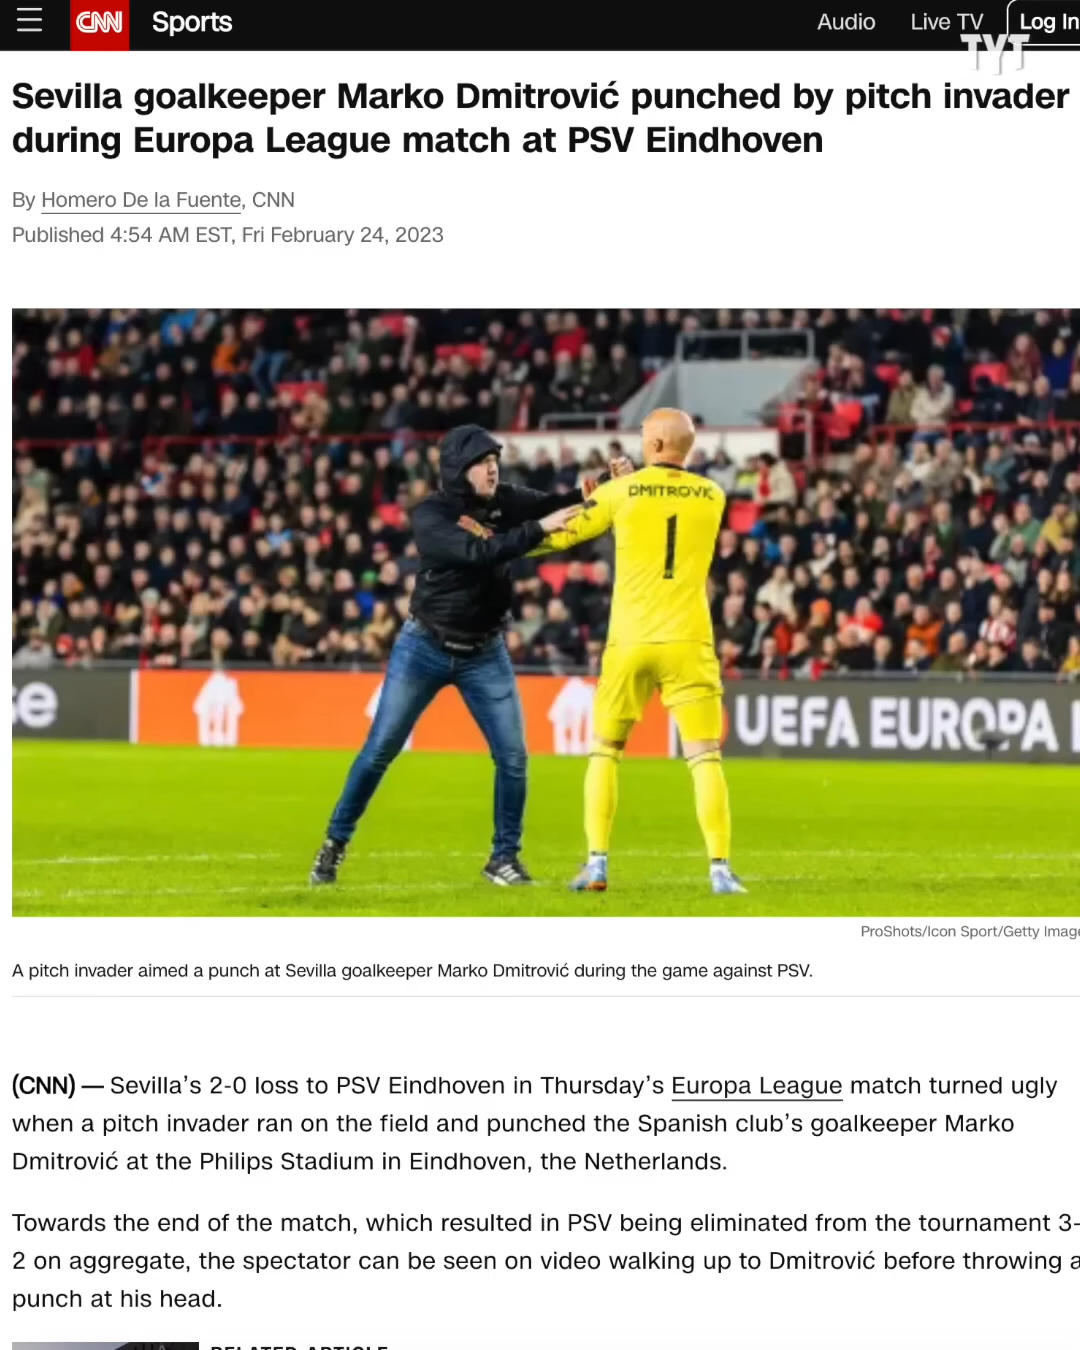 CNN Sports Audio Live TV Log In
TYT
Sevilla goalkeeper Marko Dmitrović punched by pitch invader
during Europa League match at PSV Eindhoven
By Homero De la Fuente, CNN
Published 4:54 AM EST, Fri February 24, 2023
DMITROVIĆ
1
se
UEFA EUROPA
ProShots/Icon Sport/Getty Image
A pitch invader aimed a punch at Sevilla goalkeeper Marko Dmitrović during the game against PSV.
(CNN) — Sevilla’s 2-0 loss to PSV Eindhoven in Thursday’s Europa League match turned ugly
when a pitch invader ran on the field and punched the Spanish club’s goalkeeper Marko
Dmitrović at the Philips Stadium in Eindhoven, the Netherlands.
Towards the end of the match, which resulted in PSV being eliminated from the tournament 3-
2 on aggregate, the spectator can be seen on video walking up to Dmitrović before throwing a
punch at his head.
RELATED ARTICLE